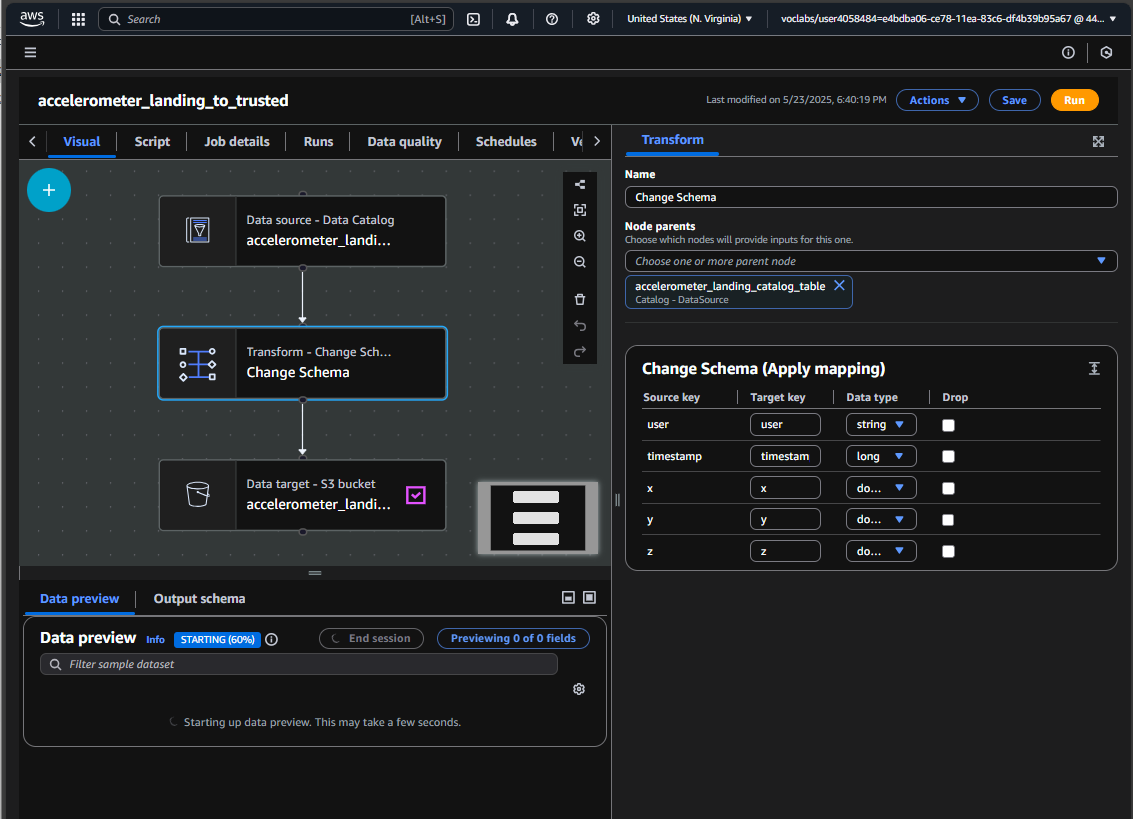 aws
Search [Alt+S] United States (N. Virginia) voclabs/user4058484=e4bdba06-ce78-11ea-83c6-df4b39b95a67 @ 44...
accelerometer_landing_to_trusted
Last modified on 5/23/2025, 6:40:19 PM Actions Save Run
Visual Script Job details Runs Data quality Schedules Ve
Data source - Data Catalog
accelerometer_landi...
Transform - Change Sch...
Change Schema
Data target - S3 bucket
accelerometer_landi...
Data preview Output schema
Data preview Info STARTING (60%) End session Previewing 0 of 0 fields
Filter sample dataset
Starting up data preview. This may take a few seconds.
Transform
Name
Change Schema
Node parents
Choose which nodes will provide inputs for this one.
Choose one or more parent node
accelerometer_landing_catalog_table
Catalog - DataSource
Change Schema (Apply mapping)
Source key Target key Data type Drop
user user string
timestamp timestam long
x x do...
y y do...
z z do...